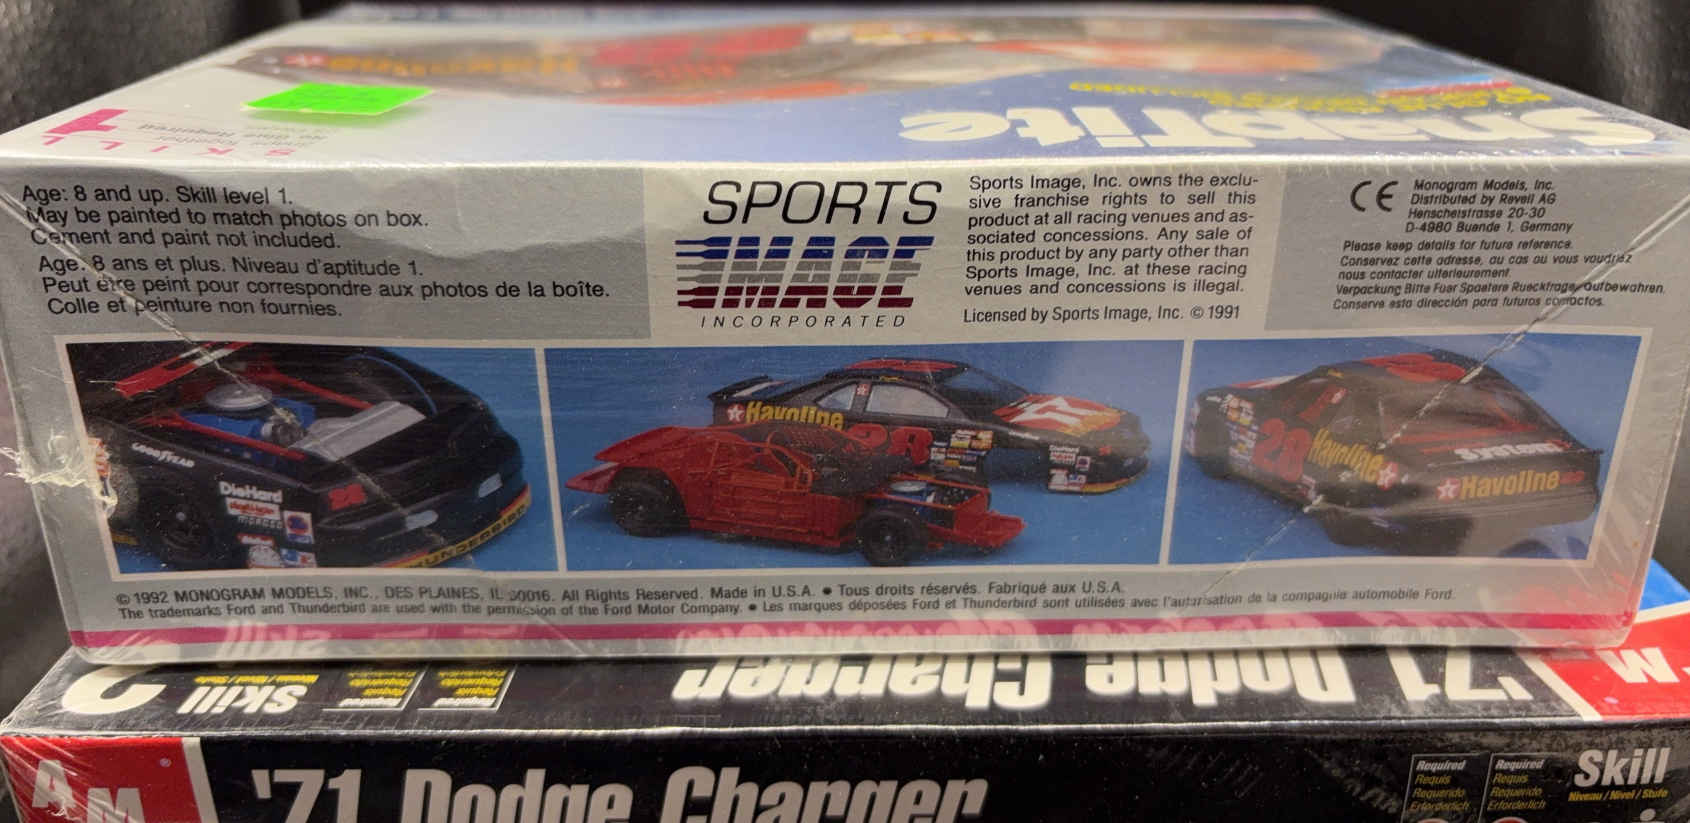 SnapTite
SKILL 1
Age: 8 and up. Skill level 1.
May be painted to match photos on box.
Cement and paint not included.
Age: 8 ans et plus. Niveau d'aptitude 1.
Peut être peint pour correspondre aux photos de la boîte.
Colle et peinture non fournies.
SPORTS
IMAGE
INCORPORATED
Sports Image, Inc. owns the exclu-
sive franchise rights to sell this
product at all racing venues and as-
sociated concessions. Any sale of
this product by any party other than
Sports Image, Inc. at these racing
venues and concessions is illegal.
Licensed by Sports Image, Inc. © 1991
CE
Monogram Models, Inc.
Distributed by Revell AG
Henschelstrasse 20-30
D-4980 Buende 1, Germany
Please keep details for future reference.
Conservez cette adresse, au cas ou vous voudriez
nous contacter ulterieurement.
Verpackung Bitte Fuer Spaetere Rueckfrage, aufbewahren.
Conserve esta dirección para futuros contactos.
GOODYEAR
DieHard
MOROSO
THUNDERBIRD
Havoline
28
28
Havoline
Systems
Havoline
© 1992 MONOGRAM MODELS, INC., DES PLAINES, IL 60016. All Rights Reserved. Made in U.S.A. ● Tous droits réservés. Fabriqué aux U.S.A.
The trademarks Ford and Thunderbird are used with the permission of the Ford Motor Company. ● Les marques déposées Ford et Thunderbird sont utilisées avec l'autorisation de la compagnie automobile Ford.
'71 Dodge Charger
Skill
2
AM
'71 Dodge Charger
Required
Requis
Requerido
Erforderlich
Required
Requis
Requerido
Erforderlich
Skill
Niveau / Nivel / Stufe